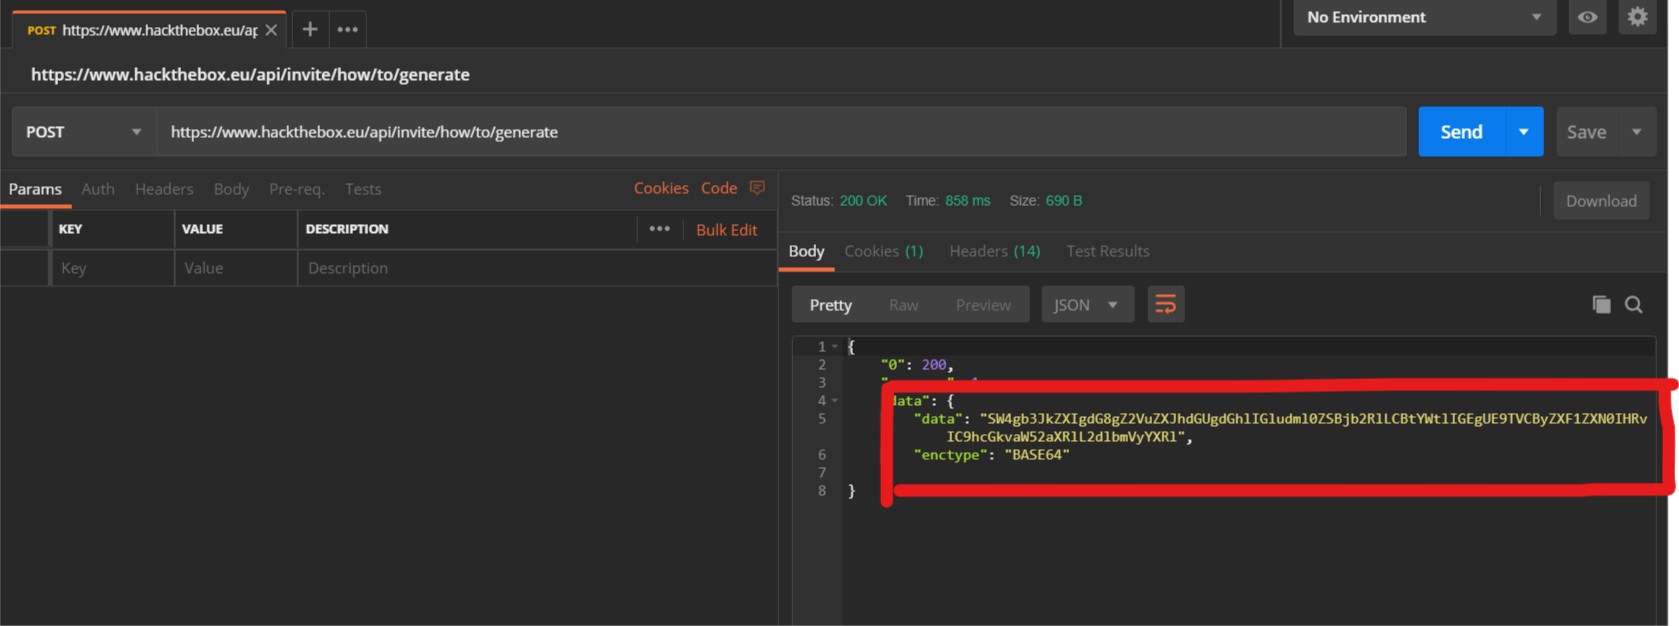 POST https://www.hackthebox.eu/ap
No Environment
https://www.hackthebox.eu/api/invite/how/to/generate
POST https://www.hackthebox.eu/api/invite/how/to/generate Send Save
Params Auth Headers Body Pre-req. Tests Cookies Code
KEY VALUE DESCRIPTION Bulk Edit
Key Value Description
Status: 200 OK Time: 858 ms Size: 690 B Download
Body Cookies (1) Headers (14) Test Results
Pretty Raw Preview JSON
1 {
2 "0": 200,
3
4 data": {
5 "data": "SW4gb3JkZXIgdG8gZ2VuZXJhdGUgdGhlIGludml0ZSBjb2RlLCBtYWtlIGEgUE9TVCByZXF1ZXN0IHRv
IC9hcGkvaW52aXRlL2dlbmVyYXRl",
6 "enctype": "BASE64"
7
8 }